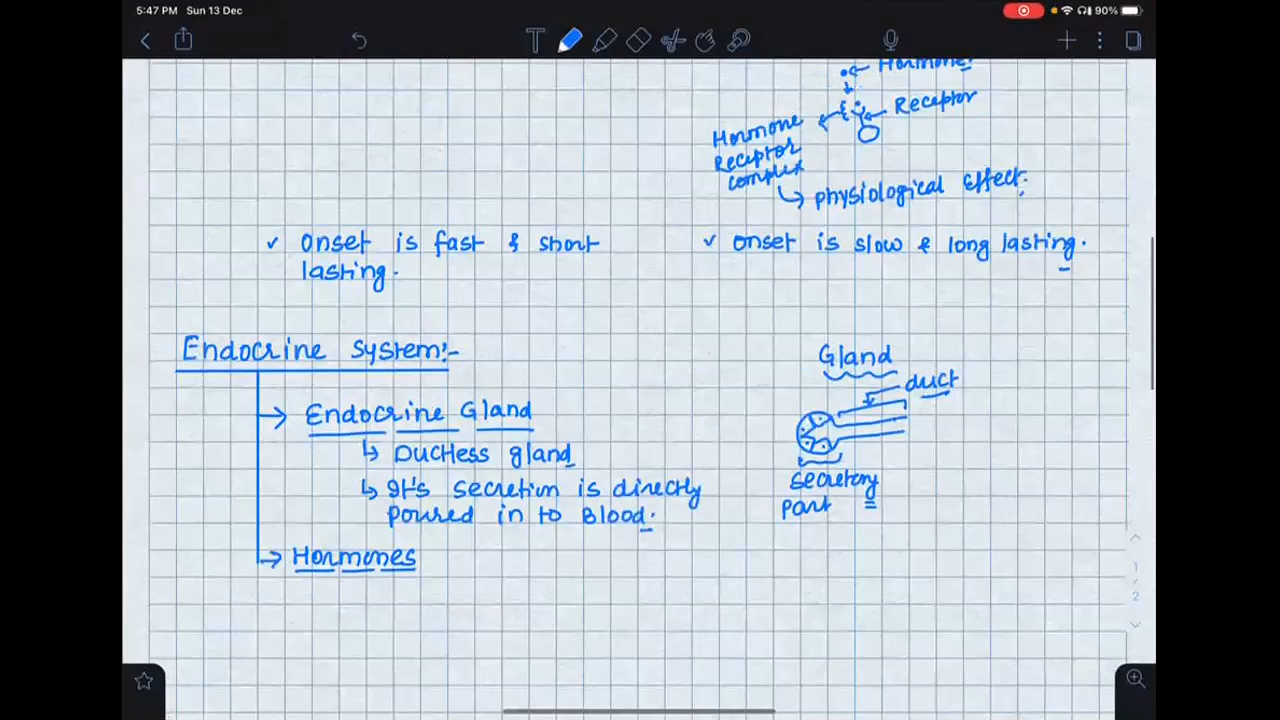 5:47 PM Sun 13 Dec
90%
T
Hormone.
Receptor
Hormone
Receptor
complex
physiological Effect.
✓ onset is fast & short
lasting.
✓ onset is slow & long lasting.
Endocrine System:-
Gland
duct
→ Endocrine Gland
↳ Ductless gland
↳ It's secretion is directly
poured in to Blood.
secretory
part
→ Hormones
1
/
2